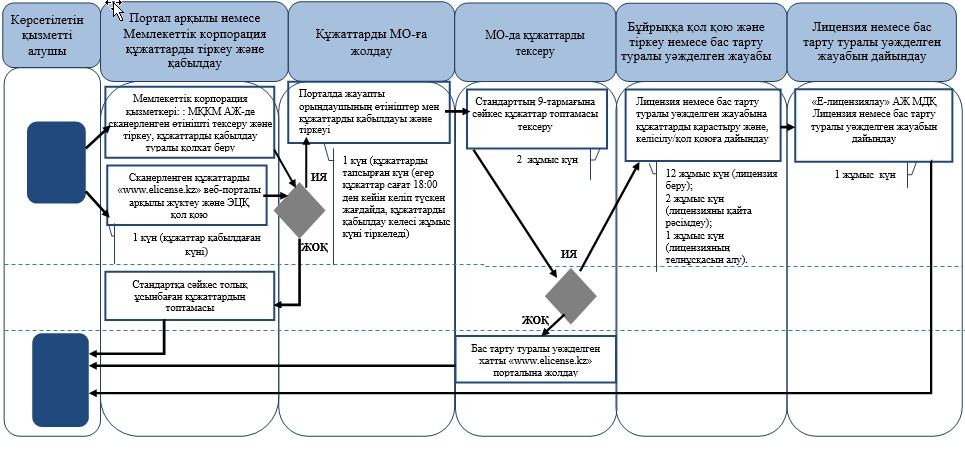 Көрсетілетін
қызметті
алушы
Портал арқылы немесе
Мемлекеттік корпорация
құжаттарды тіркеу және
қабылдау
Құжаттарды МО-ға
жолдау
МО-да құжаттарды
тексеру
Бұйрыққа қол қою және
тіркеу немесе бас тарту
туралы уәжделген жауабы
Лицензия немесе бас
тарту туралы уәжделген
жауабын дайындау
Мемлекеттік корпорация
қызметкері: : МҚКМ АЖ-де
сканерленген өтінішті тексеру және
тіркеу, құжаттарды қабылдау
туралы қолхат беру
Сканерленген құжаттарды
«www.elicense.kz» веб-порталы
арқылы жүктеу және ЭЦҚ
қол қою
1 күн (құжаттар қабылдаған
күні)
Стандартқа сәйкес толық
ұсынбаған құжаттардың
топтамасы
Порталда жауапты
орындаушының өтініштер мен
құжаттарды қабылдауы және
тіркеуі
ИЯ
1 күн (құжаттарды
тапсырған күн (егер
құжаттар сағат 18:00
ден кейін келіп түскен
жағдайда, құжаттарды
қабылдау келесі жұмыс
күні тіркеледі)
ЖОҚ
Стандарттың 9-тармағына
сәйкес құжаттар топтамасы
тексеру
2 жұмыс күн
ИЯ
ЖОҚ
Бас тарту туралы уәжделген
хатты «www.elicense.kz»
порталына жолдау
Лицензия немесе бас тарту
туралы уәжделген жауабына
құжаттарды қарастыру және,
келісілу/қол қоюға дайындау
12 жұмыс күн (лицензия
беру);
2 жұмыс күн
(лицензияны қайта
рәсімдеу);
1 жұмыс күн
(лицензияның
телнұсқасын алу).
«Е-лицензиялау» АЖ МДҚ
Лицензия немесе бас тарту
туралы уәжделген жауабын
дайындау
1 жұмыс күн